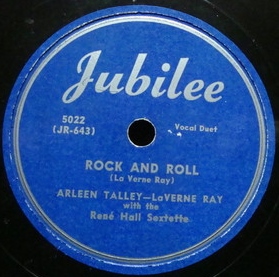 Jubilee
5022
(JR-643)
Vocal Duet
ROCK AND ROLL
(La Verne Ray)
ARLEEN TALLEY—LaVERNE RAY
with the
René Hall Sextette